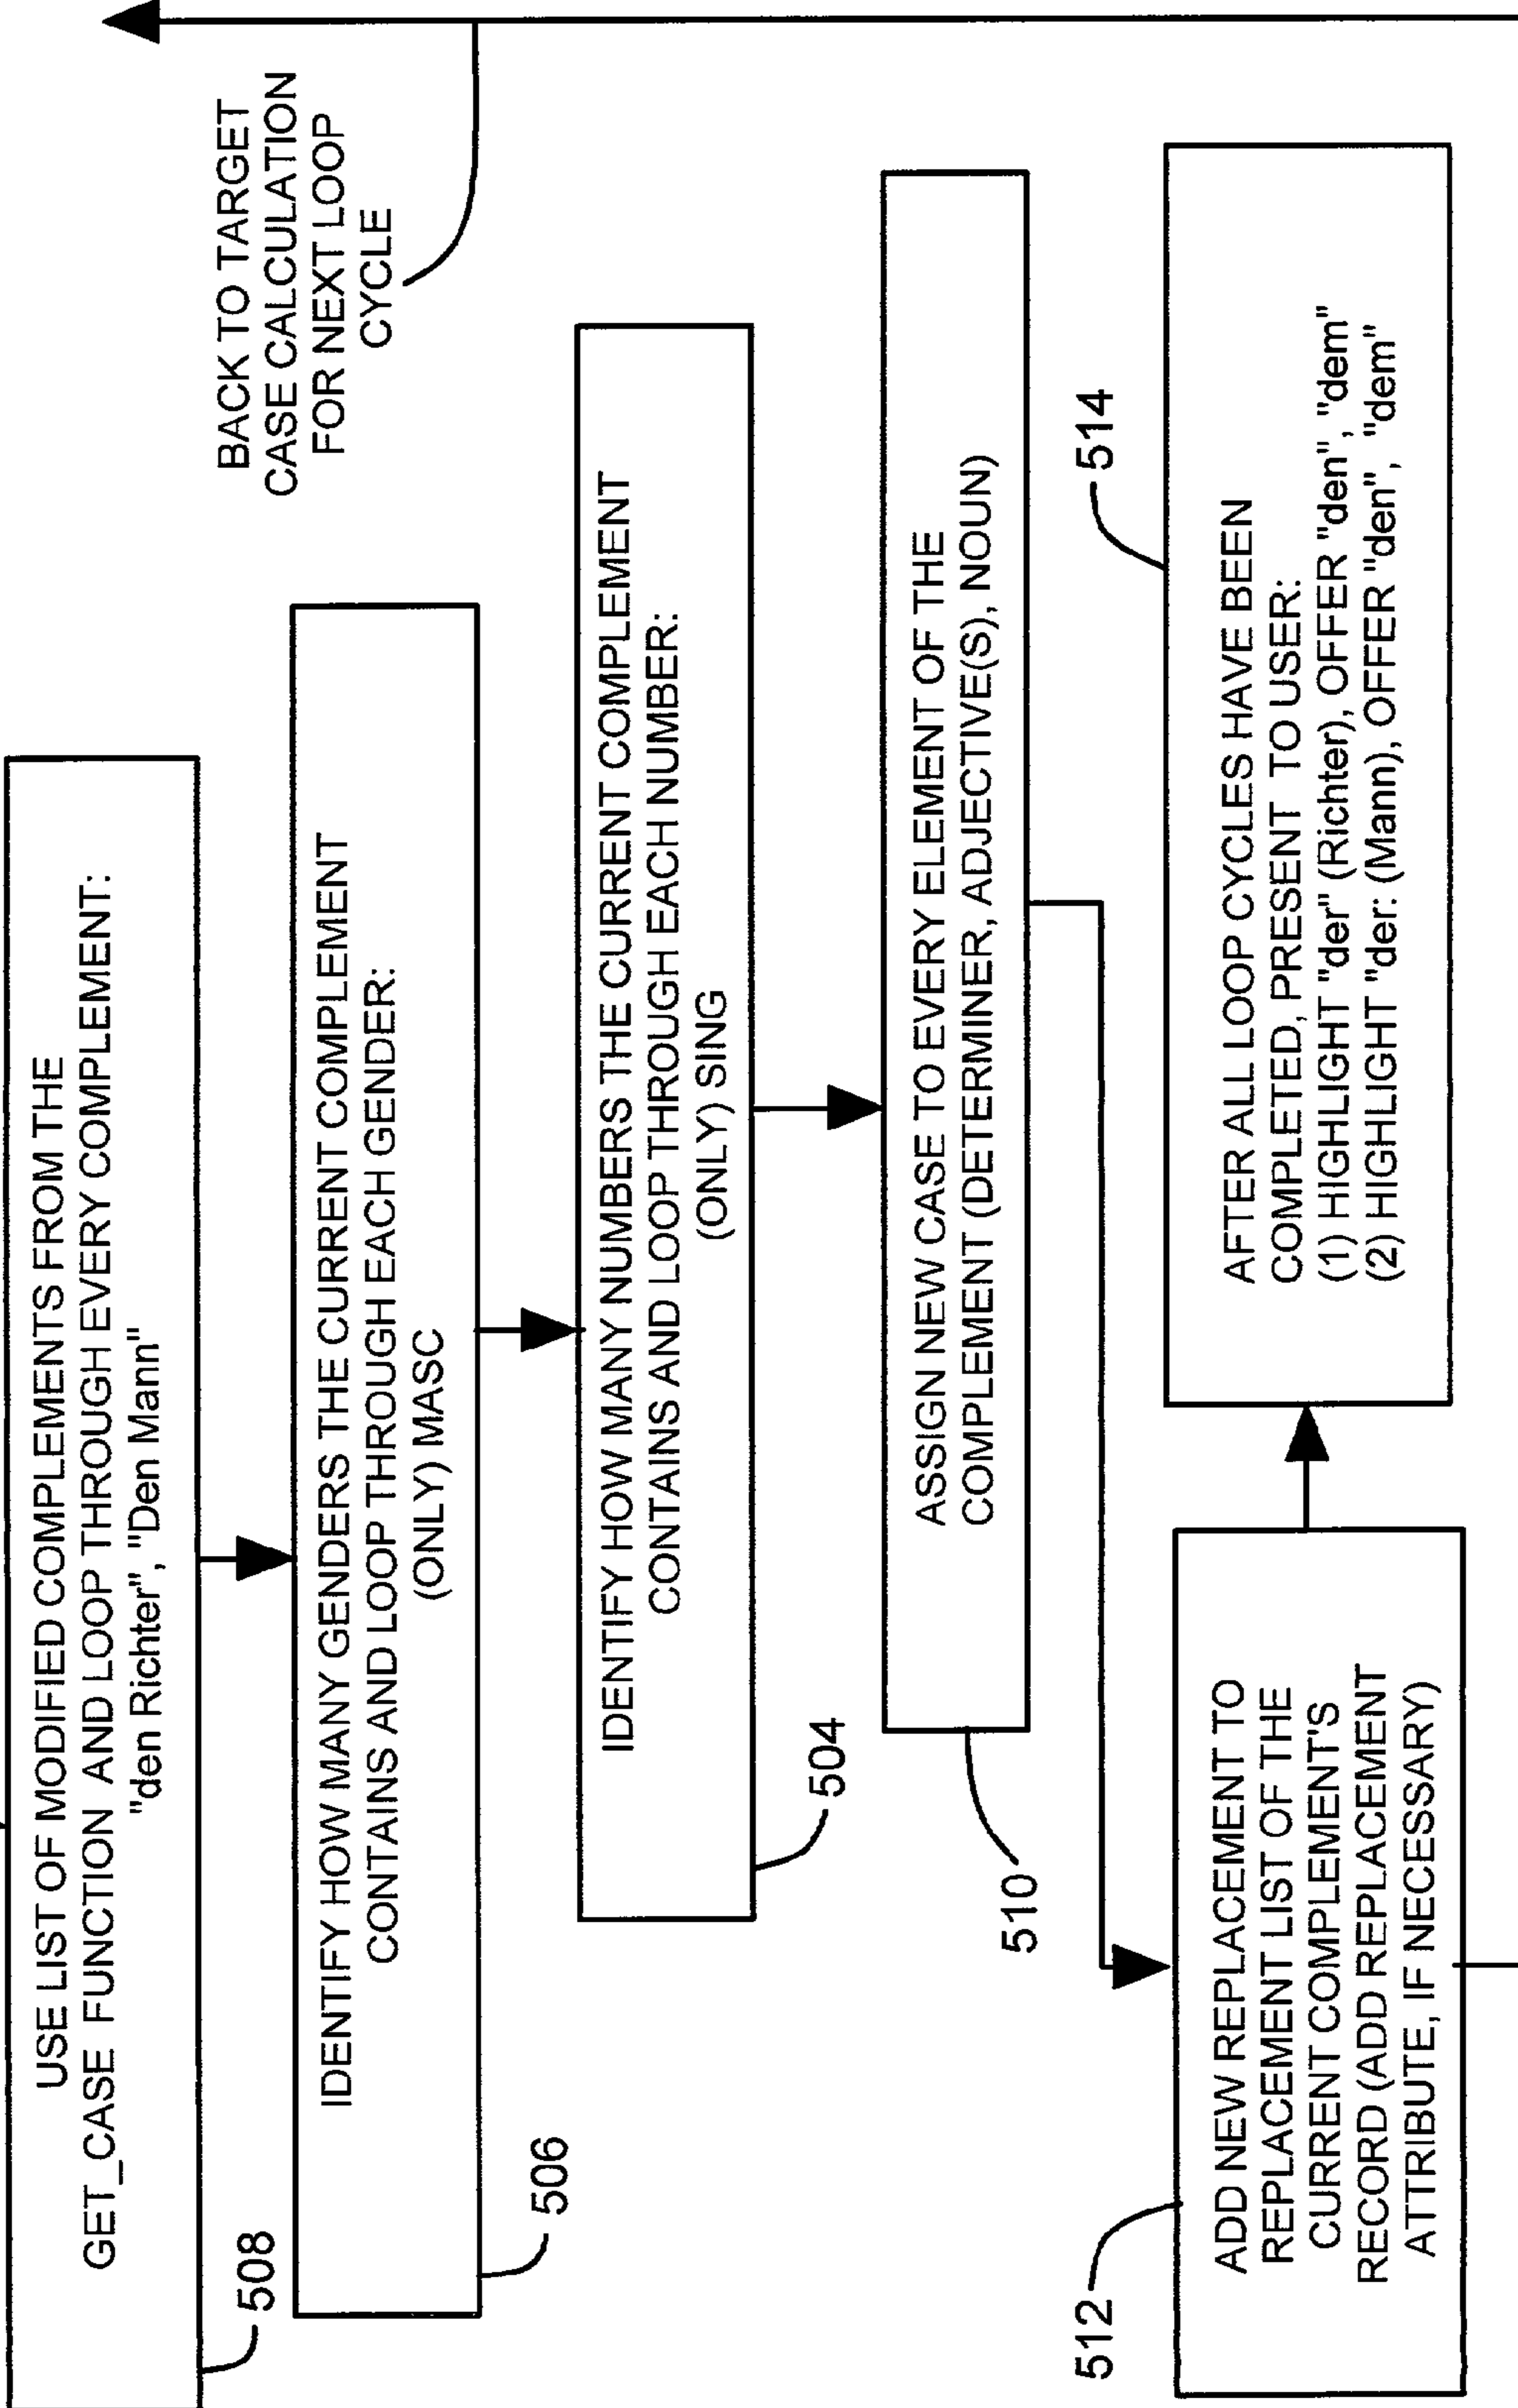 USE LIST OF MODIFIED COMPLEMENTS FROM THE
GET_CASE FUNCTION AND LOOP THROUGH EVERY COMPLEMENT:
"den Richter", "Den Mann"
508
BACK TO TARGET
CASE CALCULATION
FOR NEXT LOOP
CYCLE
IDENTIFY HOW MANY GENDERS THE CURRENT COMPLEMENT
CONTAINS AND LOOP THROUGH EACH GENDER:
(ONLY) MASC
506
IDENTIFY HOW MANY NUMBERS THE CURRENT COMPLEMENT
CONTAINS AND LOOP THROUGH EACH NUMBER:
(ONLY) SING
504
ASSIGN NEW CASE TO EVERY ELEMENT OF THE
COMPLEMENT (DETERMINER, ADJECTIVE(S), NOUN)
510
512
ADD NEW REPLACEMENT TO
REPLACEMENT LIST OF THE
CURRENT COMPLEMENT'S
RECORD (ADD REPLACEMENT
ATTRIBUTE, IF NECESSARY)
514
AFTER ALL LOOP CYCLES HAVE BEEN
COMPLETED, PRESENT TO USER:
(1) HIGHLIGHT "der" (Richter), OFFER "den", "dem"
(2) HIGHLIGHT "der: (Mann), OFFER "den", "dem"